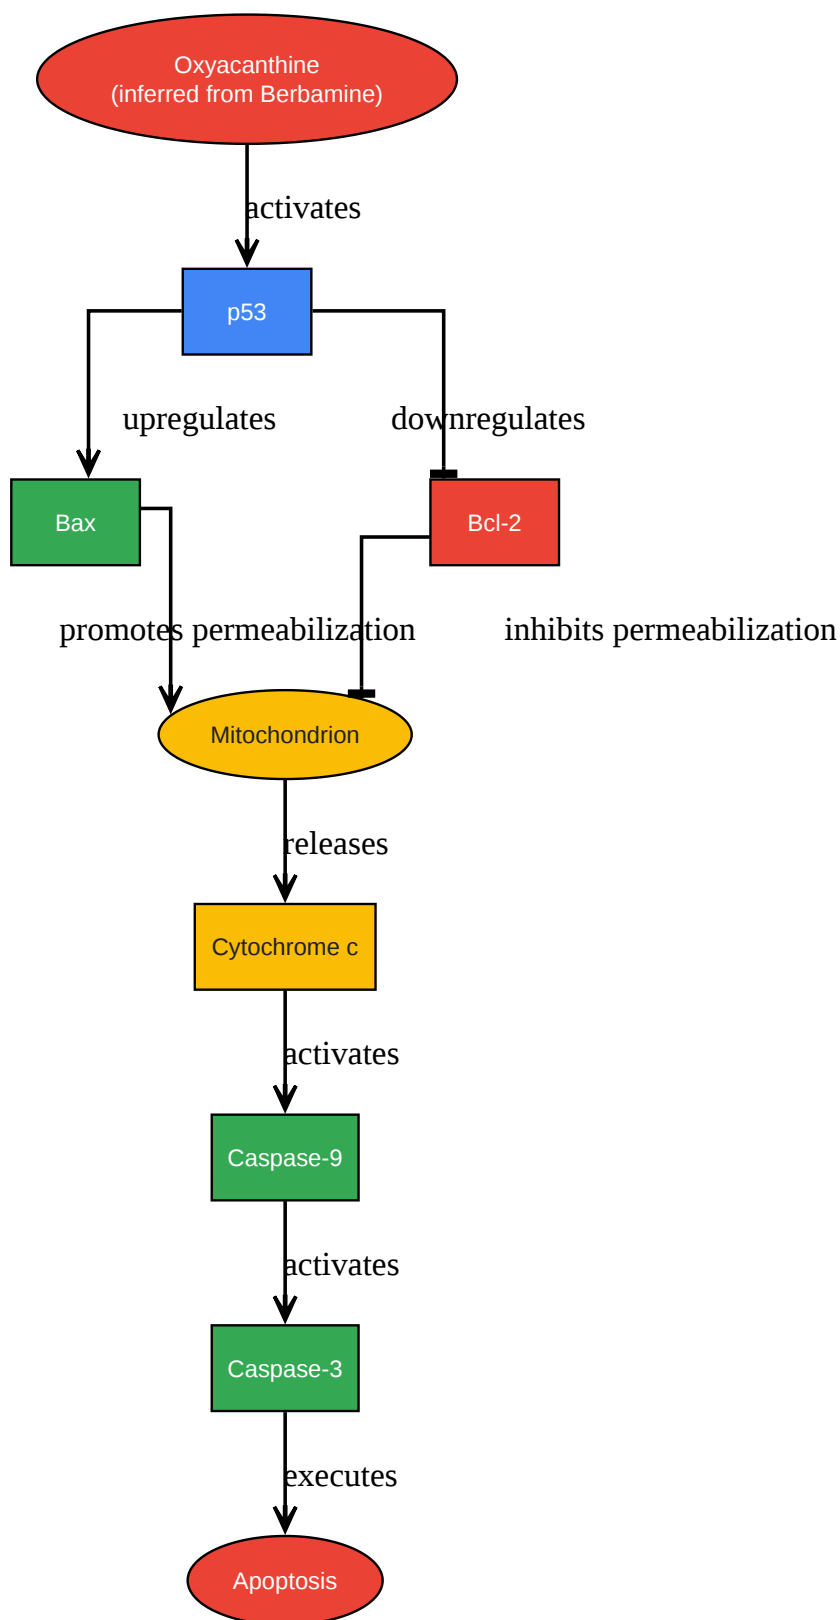 Oxyacanthine
(inferred from Berbamine)
activates
p53
upregulates
downregulates
Bax
Bcl-2
promotes permeabilization
inhibits permeabilization
Mitochondrion
releases
Cytochrome c
activates
Caspase-9
activates
Caspase-3
executes
Apoptosis